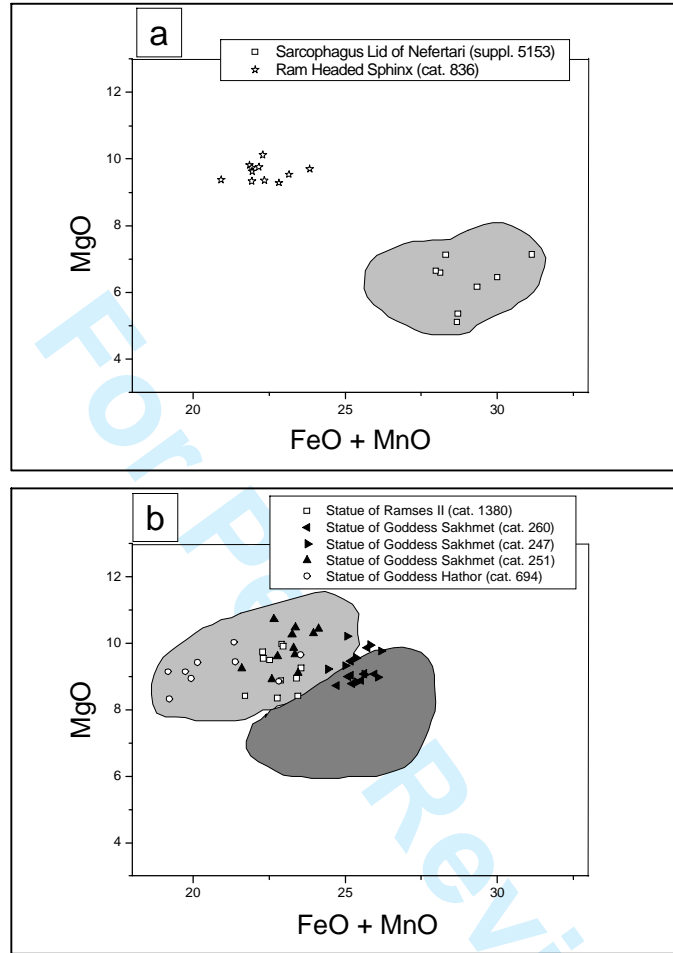 a
Sarcophagus Lid of Nefertari (suppl. 5153)
Ram Headed Sphinx (cat. 836)
12
10
8
6
4
MgO
20 25 30
FeO + MnO
b
Statue of Ramses II (cat. 1380)
Statue of Goddess Sakhmet (cat. 260)
Statue of Goddess Sakhmet (cat. 247)
Statue of Goddess Sakhmet (cat. 251)
Statue of Goddess Hathor (cat. 694)
12
10
8
6
4
MgO
20 25 30
FeO + MnO
For